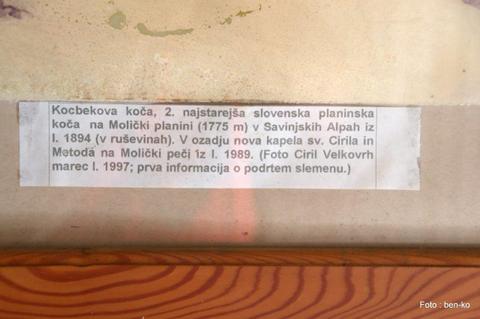 Kocbekova koča, 2. najstarejša slovenska planinska
koča na Molički planini (1775 m) v Savinjskih Alpah iz
l. 1894 (v ruševinah). V ozadju nova kapela sv. Cirila in
Metoda na Molički peči iz l. 1989. (Foto Ciril Velkovrh
marec l. 1997; prva informacija o podrtem slemenu.)
Foto : ben-ko